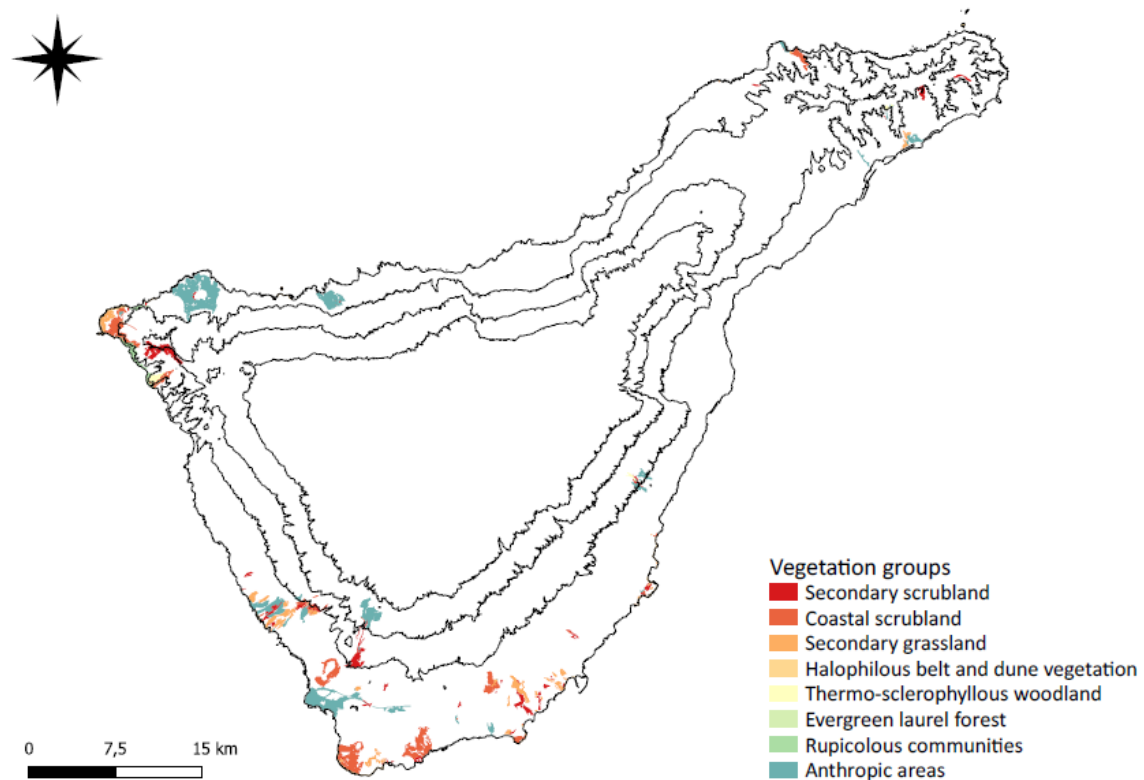 Vegetation groups
Secondary scrubland
Coastal scrubland
Secondary grassland
Halophilous belt and dune vegetation
Thermo-sclerophyllous woodland
Evergreen laurel forest
Rupicolous communities
Anthropic areas
0 7,5 15 km